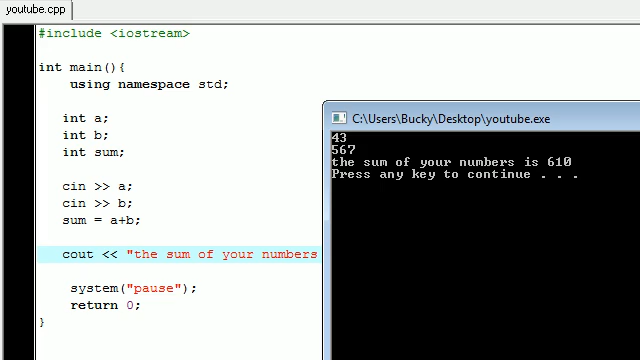 youtube.cpp
#include <iostream>
int main(){
using namespace std;
int a;
int b;
int sum;
cin >> a;
cin >> b;
sum = a+b;
cout << "the sum of your numbers
system("pause");
return 0;
}
C:\Users\Bucky\Desktop\youtube.exe
43
567
the sum of your numbers is 610
Press any key to continue . . .